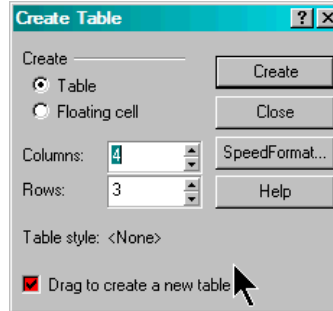 Create Table
Create
Table
Floating cell
Columns: 4
Rows: 3
Table style: <None>
Drag to create a new table
Create
Close
SpeedFormat...
Help